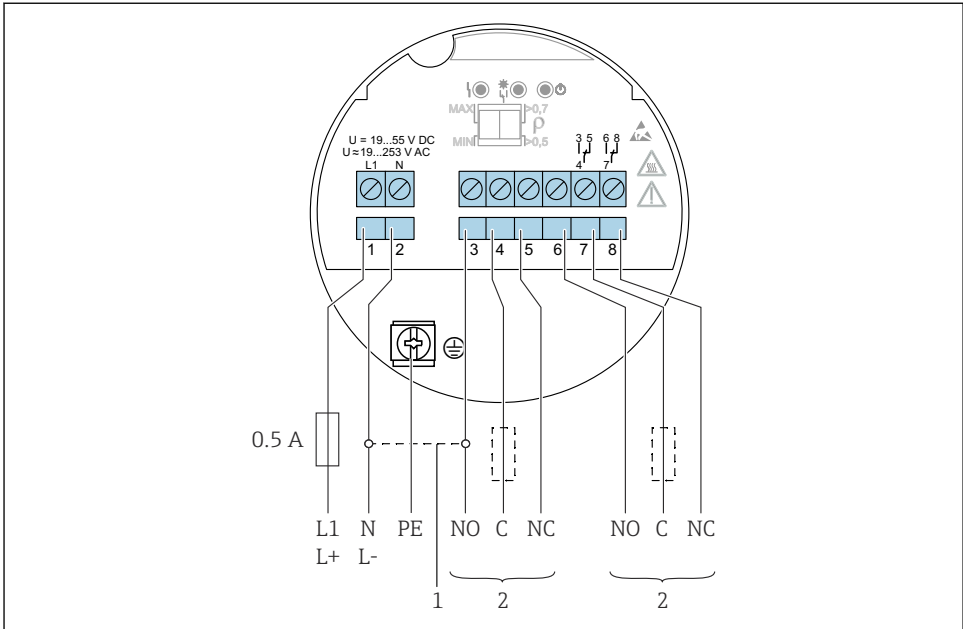 MAX >0,7
ρ
MIN >0,5
U = 19...55 V DC
U ≈19...253 V AC
L1 N
3 5 6 8
4 7
1 2 3 4 5 6 7 8
0.5 A
L1 N PE NO C NC NO C NC
L+ L-
1 2 2